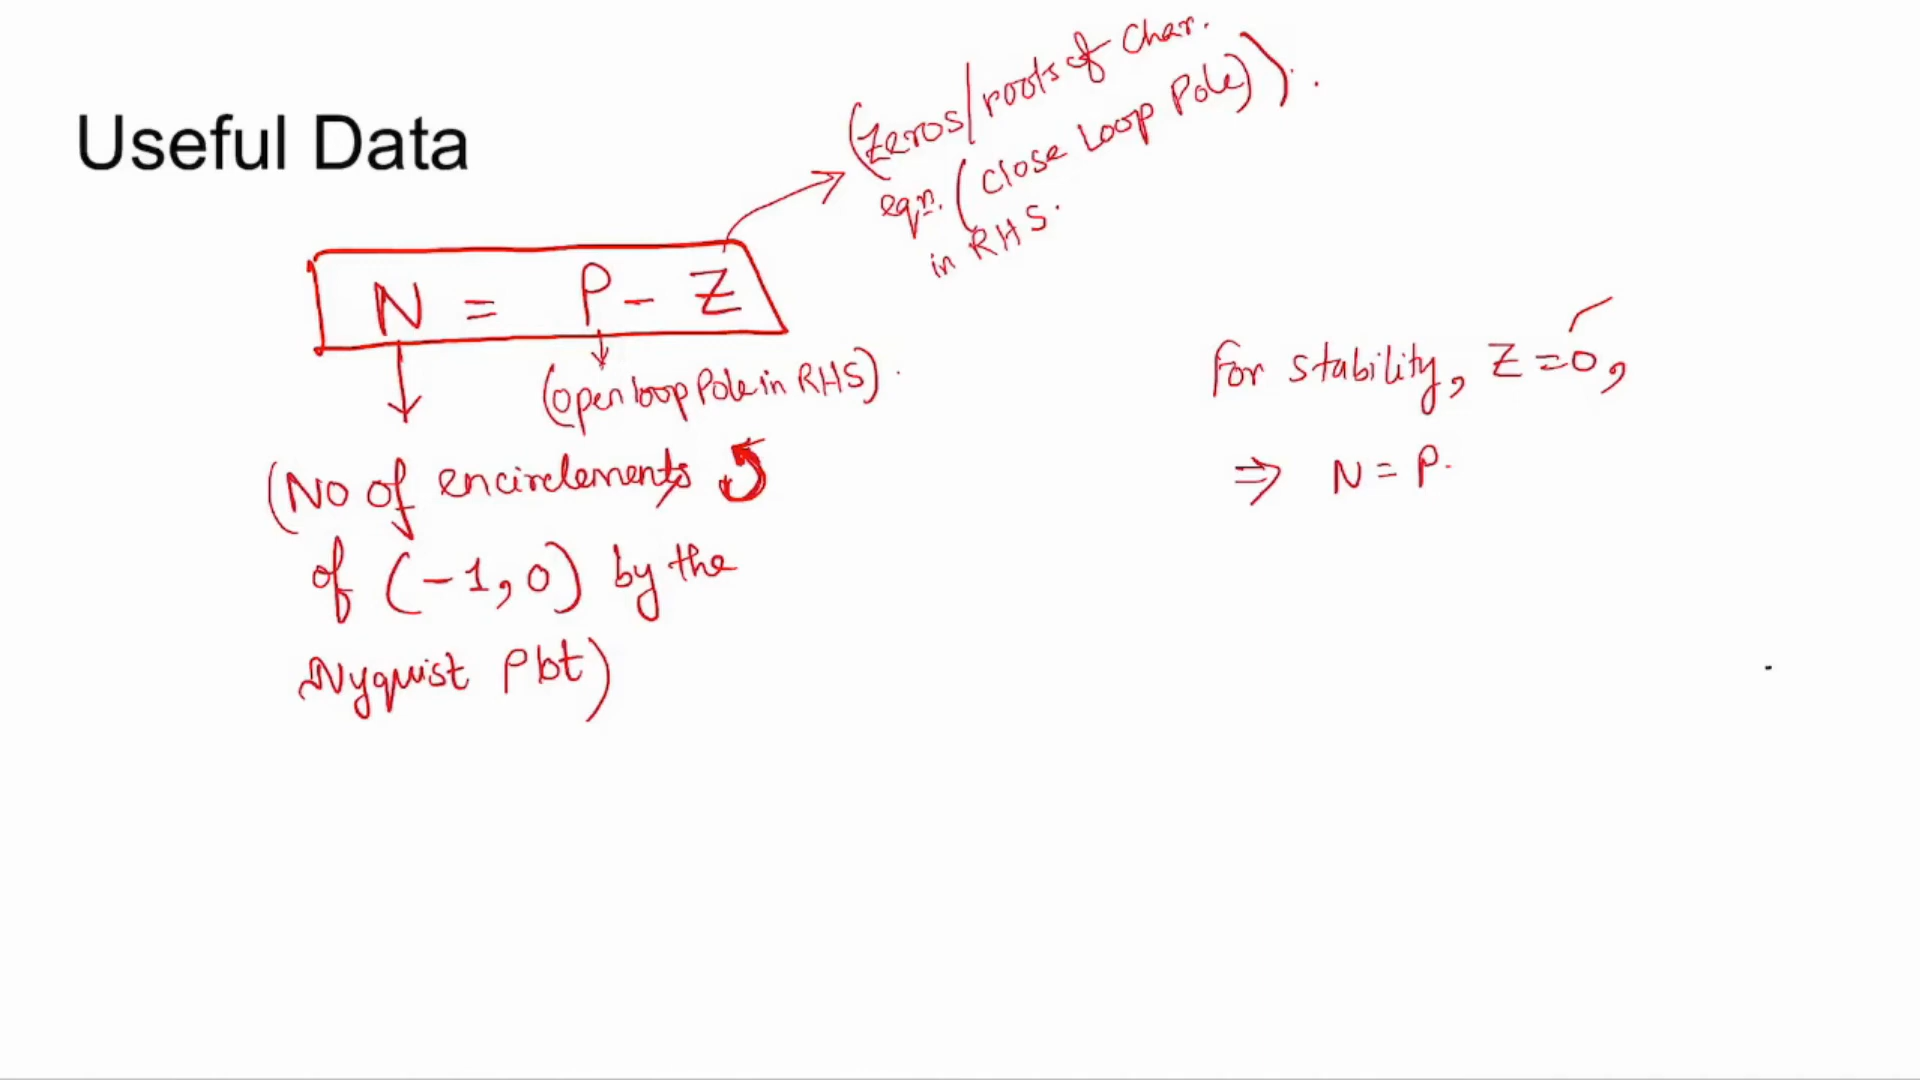 Useful Data
(Zeros/roots of Char.
eqn. (Close Loop Pole)).
in RHS.
N = P - Z
(open loop Pole in RHS).
(No of encirclements
of (-1, 0) by the
Nyquist Plot)
For stability, Z = 0,
⇒ N = P.